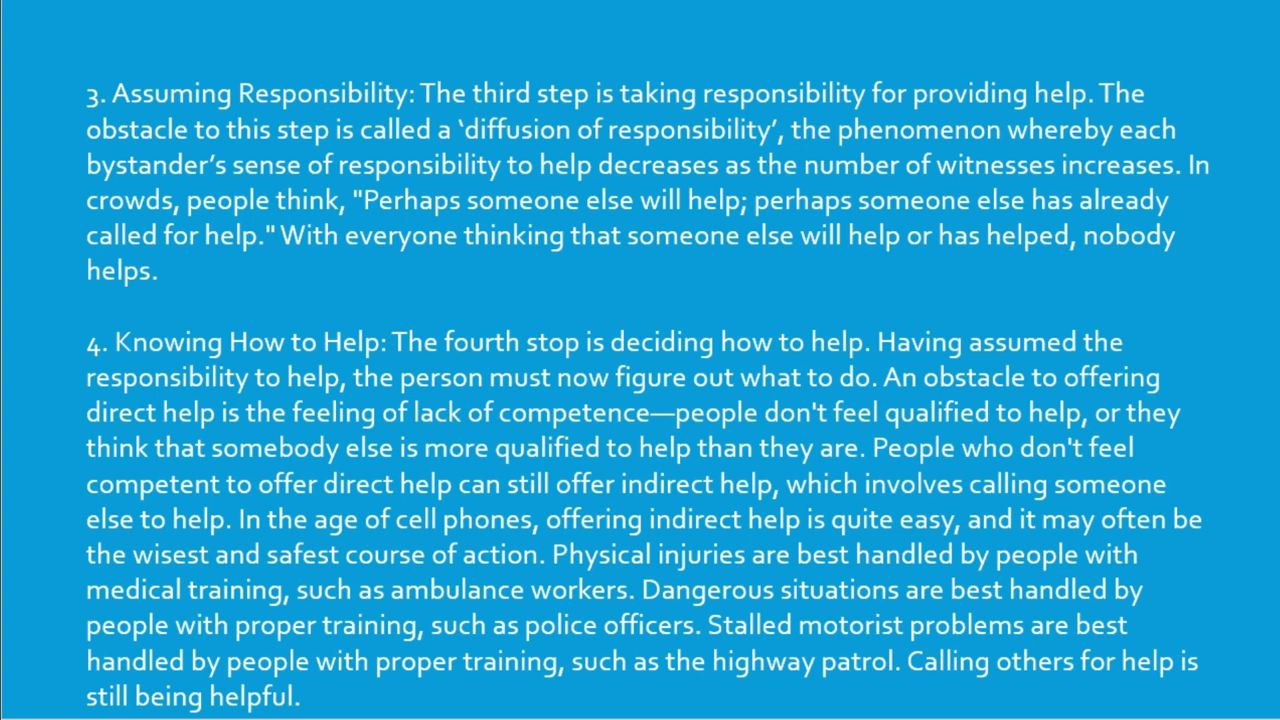 3. Assuming Responsibility: The third step is taking responsibility for providing help. The
obstacle to this step is called a ‘diffusion of responsibility’, the phenomenon whereby each
bystander’s sense of responsibility to help decreases as the number of witnesses increases. In
crowds, people think, "Perhaps someone else will help; perhaps someone else has already
called for help." With everyone thinking that someone else will help or has helped, nobody
helps.
4. Knowing How to Help: The fourth stop is deciding how to help. Having assumed the
responsibility to help, the person must now figure out what to do. An obstacle to offering
direct help is the feeling of lack of competence—people don't feel qualified to help, or they
think that somebody else is more qualified to help than they are. People who don't feel
competent to offer direct help can still offer indirect help, which involves calling someone
else to help. In the age of cell phones, offering indirect help is quite easy, and it may often be
the wisest and safest course of action. Physical injuries are best handled by people with
medical training, such as ambulance workers. Dangerous situations are best handled by
people with proper training, such as police officers. Stalled motorist problems are best
handled by people with proper training, such as the highway patrol. Calling others for help is
still being helpful.